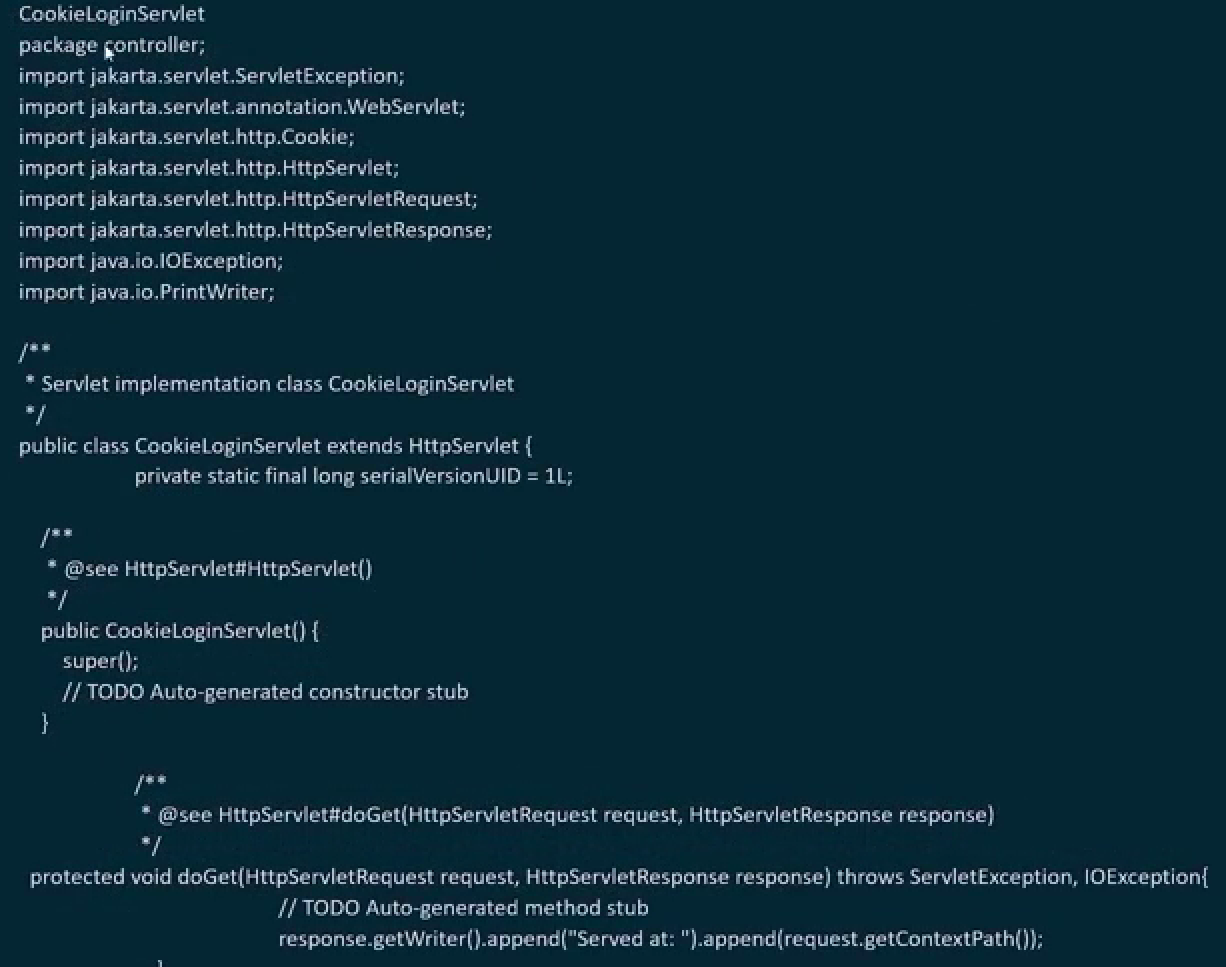 CookieLoginServlet
package controller;
import jakarta.servlet.ServletException;
import jakarta.servlet.annotation.WebServlet;
import jakarta.servlet.http.Cookie;
import jakarta.servlet.http.HttpServlet;
import jakarta.servlet.http.HttpServletRequest;
import jakarta.servlet.http.HttpServletResponse;
import java.io.IOException;
import java.io.PrintWriter;
/**
* Servlet implementation class CookieLoginServlet
*/
public class CookieLoginServlet extends HttpServlet {
private static final long serialVersionUID = 1L;
/**
* @see HttpServlet#HttpServlet()
*/
public CookieLoginServlet() {
super();
// TODO Auto-generated constructor stub
}
/**
* @see HttpServlet#doGet(HttpServletRequest request, HttpServletResponse response)
*/
protected void doGet(HttpServletRequest request, HttpServletResponse response) throws ServletException, IOException{
// TODO Auto-generated method stub
response.getWriter().append("Served at: ").append(request.getContextPath());
}